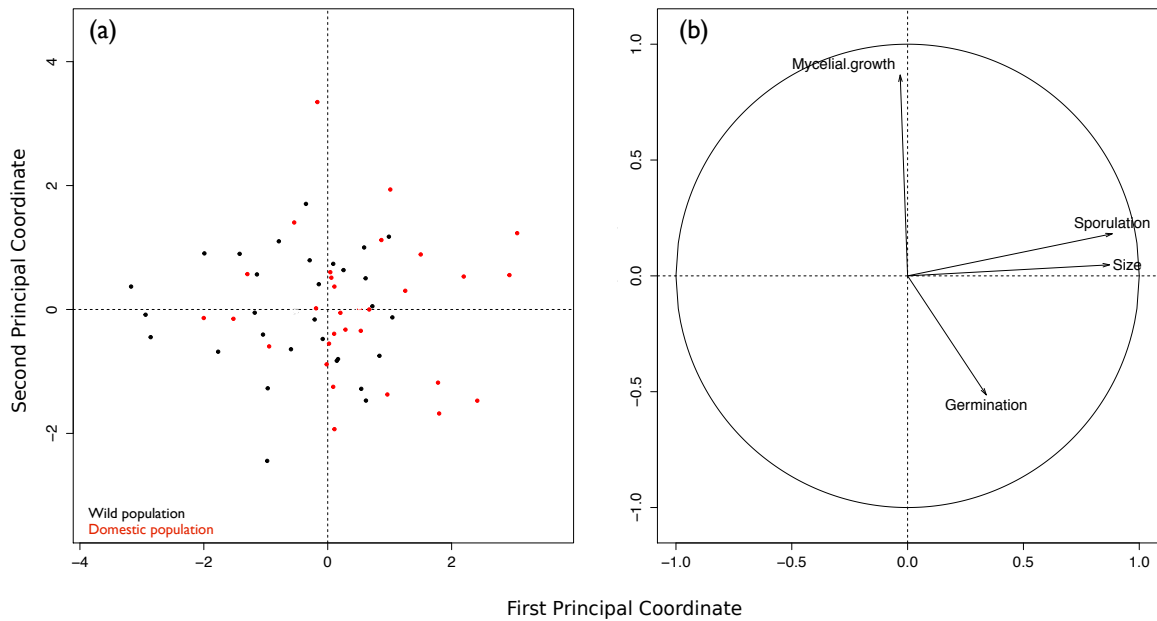 (a)
Second Principal Coordinate
4
2
0
−2
Wild population
Domestic population
−4
−2
0
2
(b)
1.0
0.5
0.0
−0.5
−1.0
Mycelial.growth
Sporulation
Size
Germination
−1.0
−0.5
0.0
0.5
1.0
First Principal Coordinate